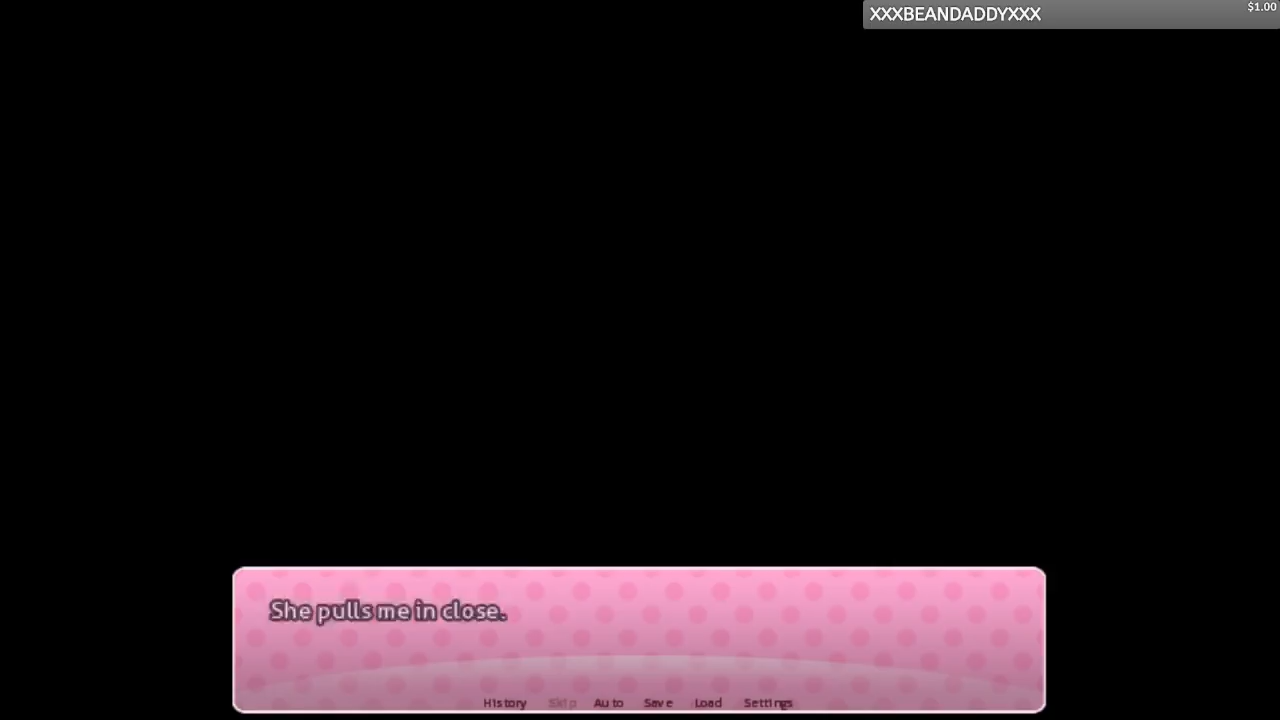 XXXBEANDADDYXXX
$1.00
She pulls me in close.
History Skip Auto Save Load Settings